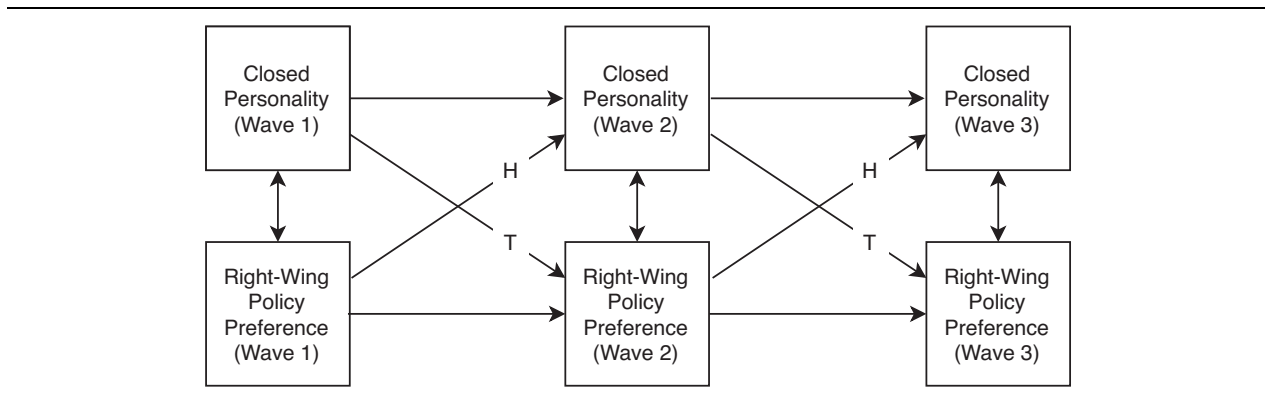 Closed
Personality
(Wave 1)
Closed
Personality
(Wave 2)
Closed
Personality
(Wave 3)
H
H
T
T
Right-Wing
Policy
Preference
(Wave 1)
Right-Wing
Policy
Preference
(Wave 2)
Right-Wing
Policy
Preference
(Wave 3)